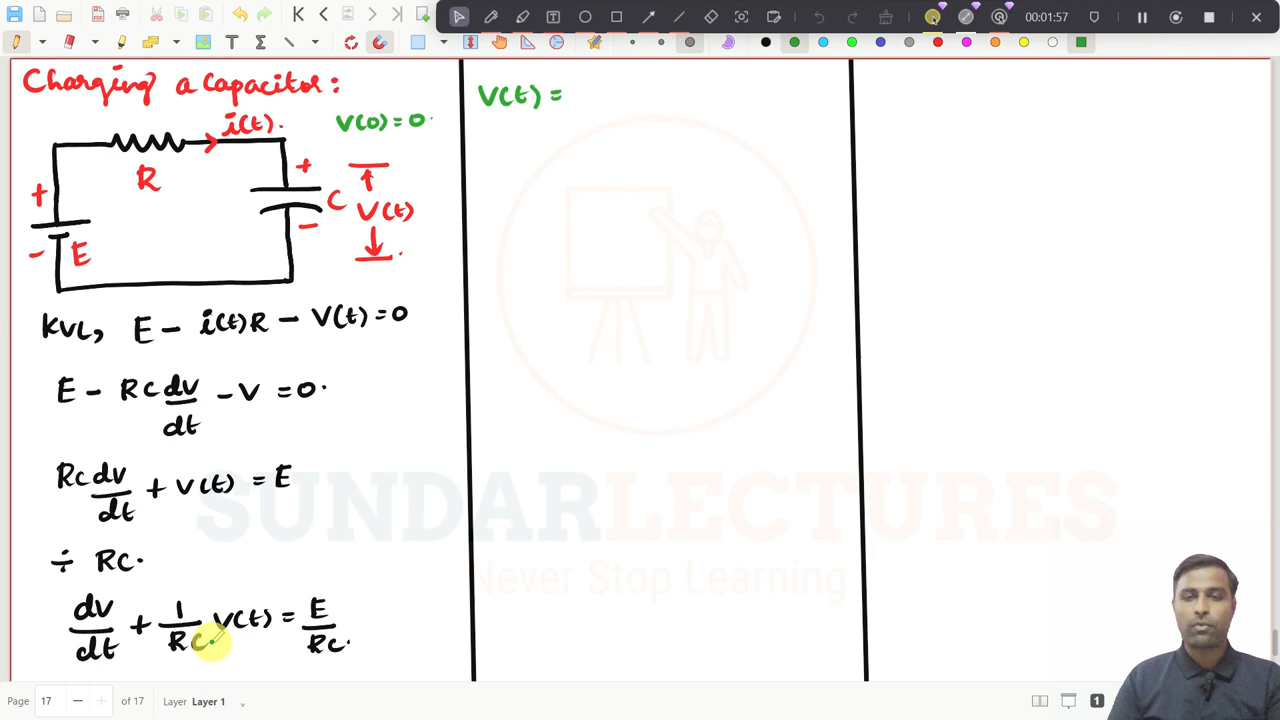 00:01:57
Charging a Capacitor:
i(t).
V(0) = 0.
R
+
+
C
V(t)
-
-
E
KVL, E - i(t)R - V(t) = 0
E - RC dv/dt - V = 0.
RC dv/dt + V(t) = E
÷ RC.
dv/dt + 1/RC V(t) = E/RC.
V(t) =
SUNDARLECTURES
Never Stop Learning
Page 17 of 17 Layer Layer 1
1